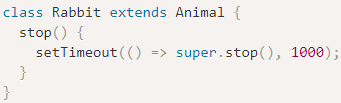 class Rabbit extends Animal {
  stop() {
    setTimeout(() => super.stop(), 1000);
  }
}